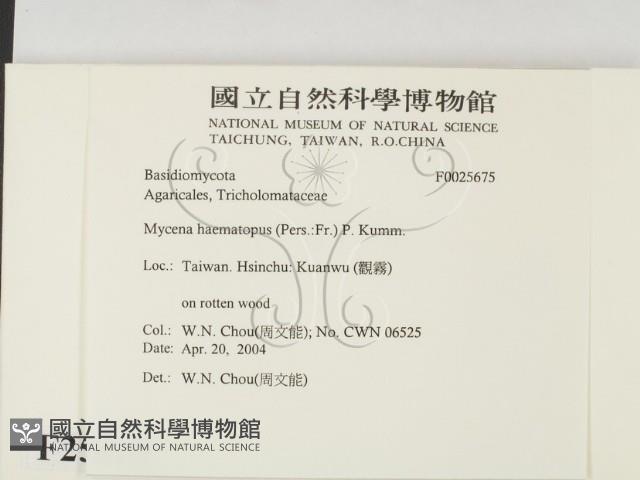 國立自然科學博物館
NATIONAL MUSEUM OF NATURAL SCIENCE
TAICHUNG, TAIWAN, R.O.CHINA
Basidiomycota F0025675
Agaricales, Tricholomataceae
Mycena haematopus (Pers.:Fr.) P. Kumm.
Loc.: Taiwan. Hsinchu: Kuanwu (觀霧)
on rotten wood
Col.: W.N. Chou(周文能); No. CWN 06525
Date: Apr. 20, 2004
Det.: W.N. Chou(周文能)
國立自然科學博物館
NATIONAL MUSEUM OF NATURAL SCIENCE